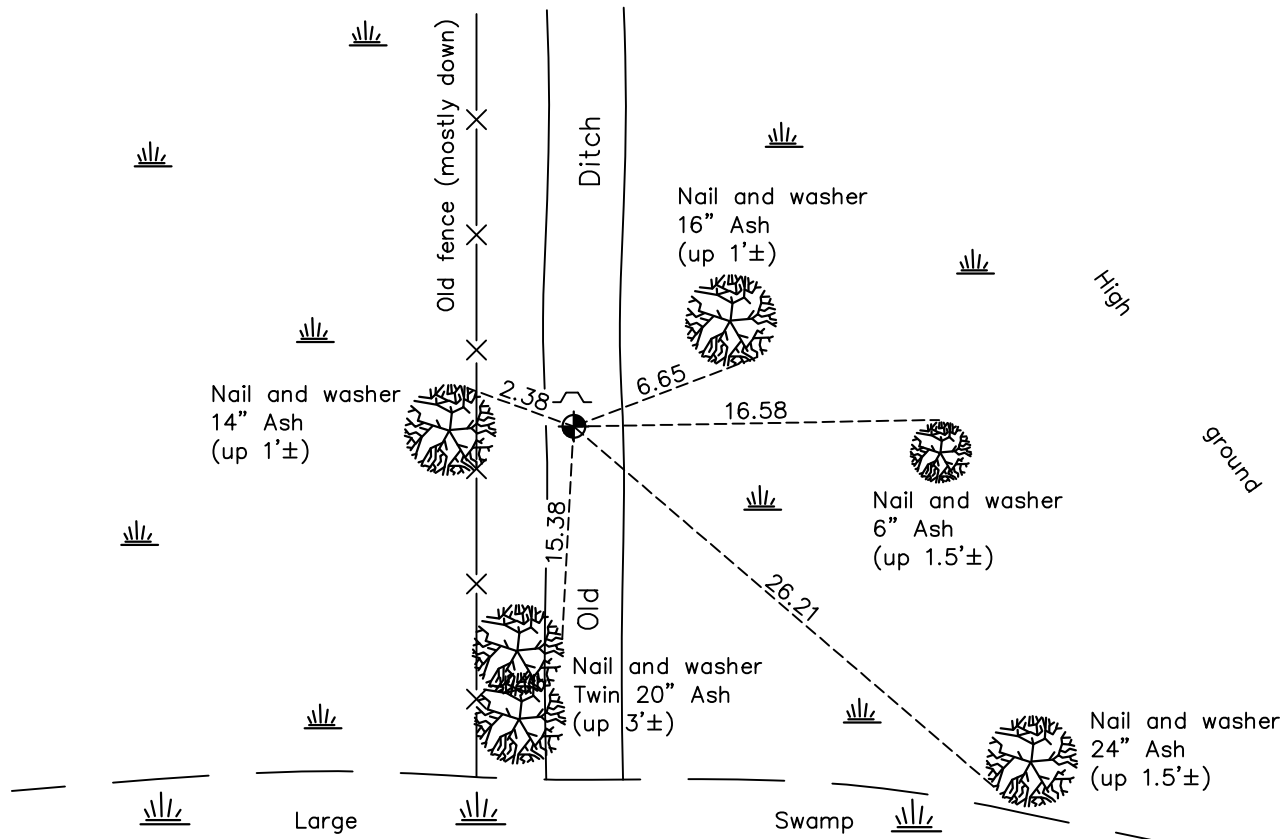 Old fence (mostly down)
Ditch
Nail and washer
16” Ash
(up 1’±)
High
ground
Nail and washer
14” Ash
(up 1’±)
2.38
6.65
16.58
Nail and washer
6” Ash
(up 1.5’±)
15.38
26.21
Old
Nail and washer
Twin 20” Ash
(up 3’±)
Nail and washer
24” Ash
(up 1.5’±)
Large
Swamp